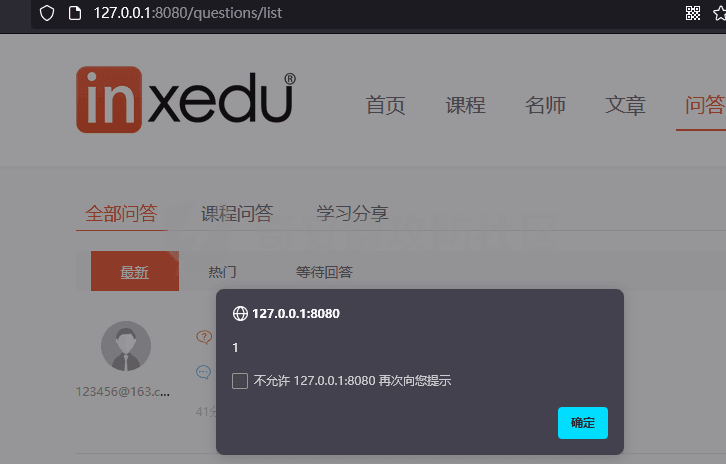 127.0.0.1:8080/questions/list
inxedu®
首页 课程 名师 文章 问答
全部问答 课程问答 学习分享
最新 热门 等待回答
127.0.0.1:8080
1
不允许 127.0.0.1:8080 再次向您提示
123456@163.c...
41分
确定